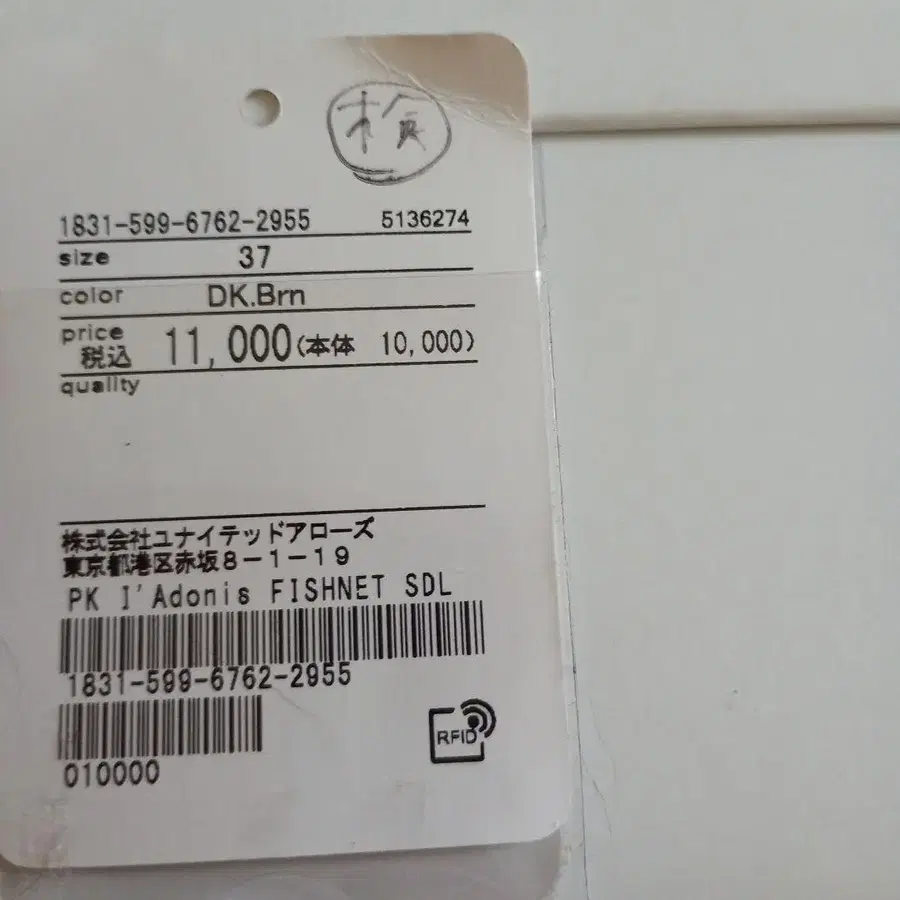 検
1831-599-6762-2955 5136274
size 37
color DK.Brn
price
税込 11,000(本体 10,000)
quality
株式会社ユナイテッドアローズ
東京都港区赤坂8-1-19
PK I'Adonis FISHNET SDL
1831-599-6762-2955
010000
RFID